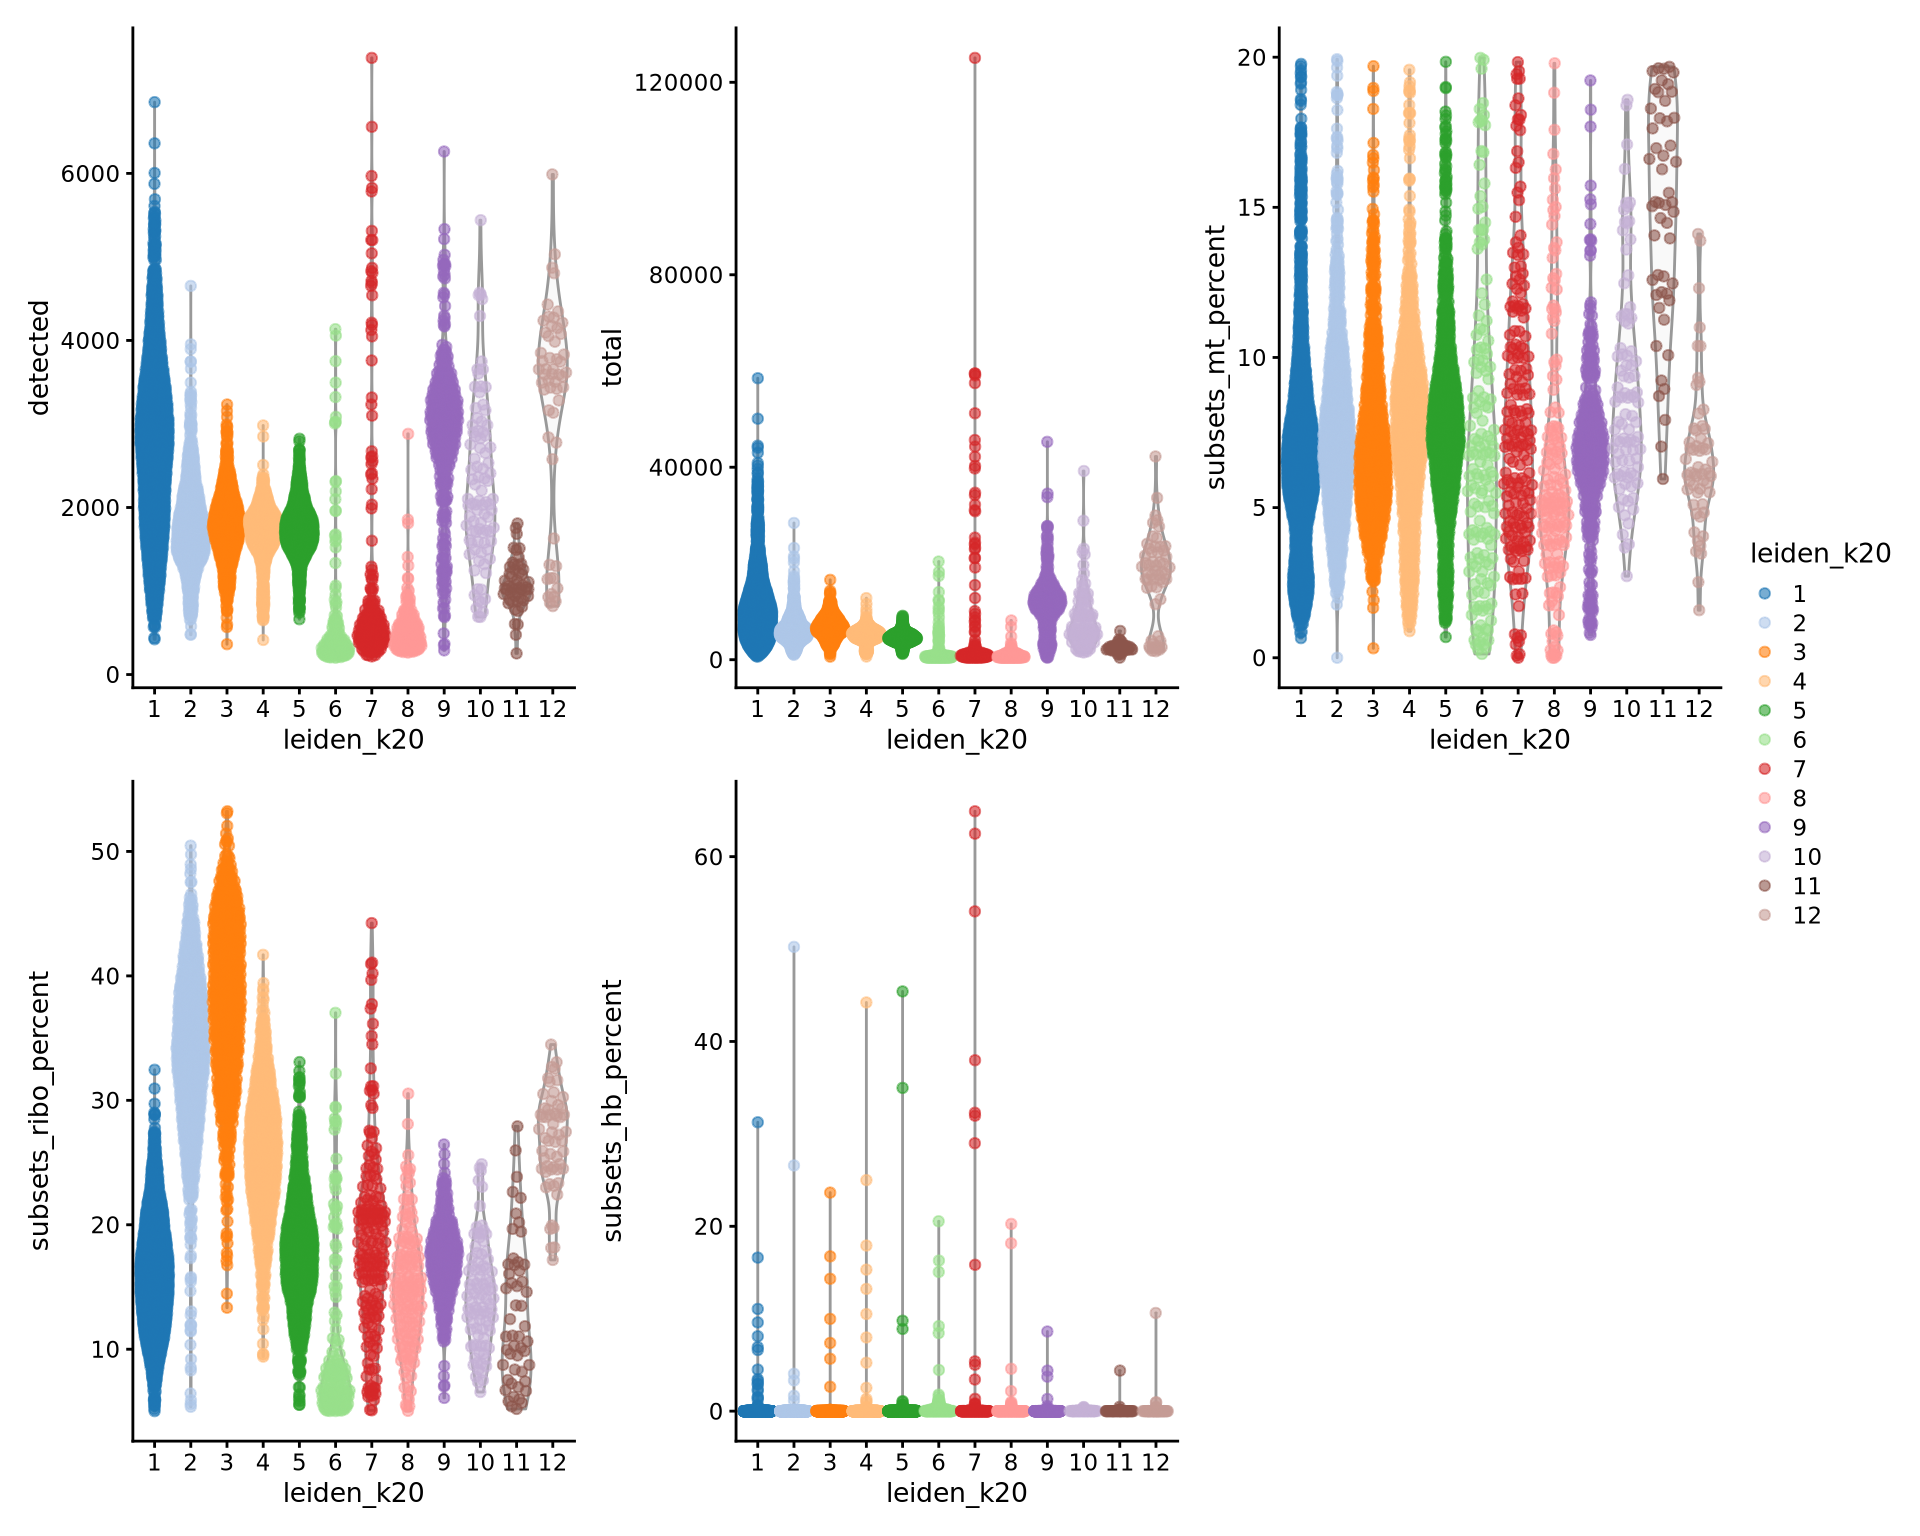 detected
6000
4000
2000
0
1 2 3 4 5 6 7 8 9 10 11 12
leiden_k20
total
120000
80000
40000
0
1 2 3 4 5 6 7 8 9 10 11 12
leiden_k20
subsets_mt_percent
20
15
10
5
0
1 2 3 4 5 6 7 8 9 10 11 12
leiden_k20
subsets_ribo_percent
50
40
30
20
10
1 2 3 4 5 6 7 8 9 10 11 12
leiden_k20
subsets_hb_percent
60
40
20
0
1 2 3 4 5 6 7 8 9 10 11 12
leiden_k20
leiden_k20
1
2
3
4
5
6
7
8
9
10
11
12